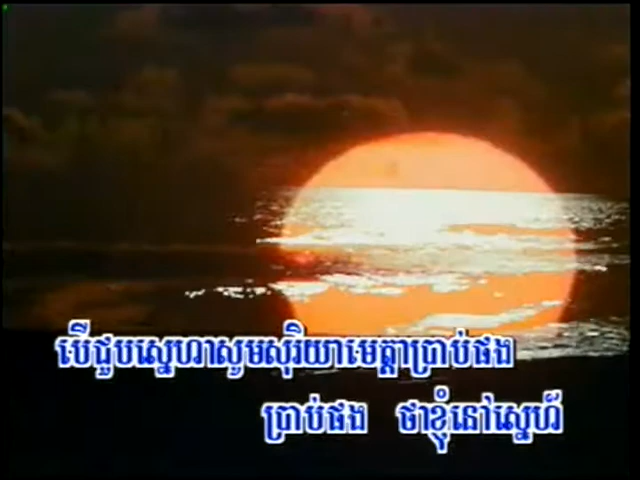 បើជួបស្នេហាសូមសុរិយាមេត្តាប្រាប់ផង
ប្រាប់ផង ថាខ្ញុំនៅស្នេហ៍